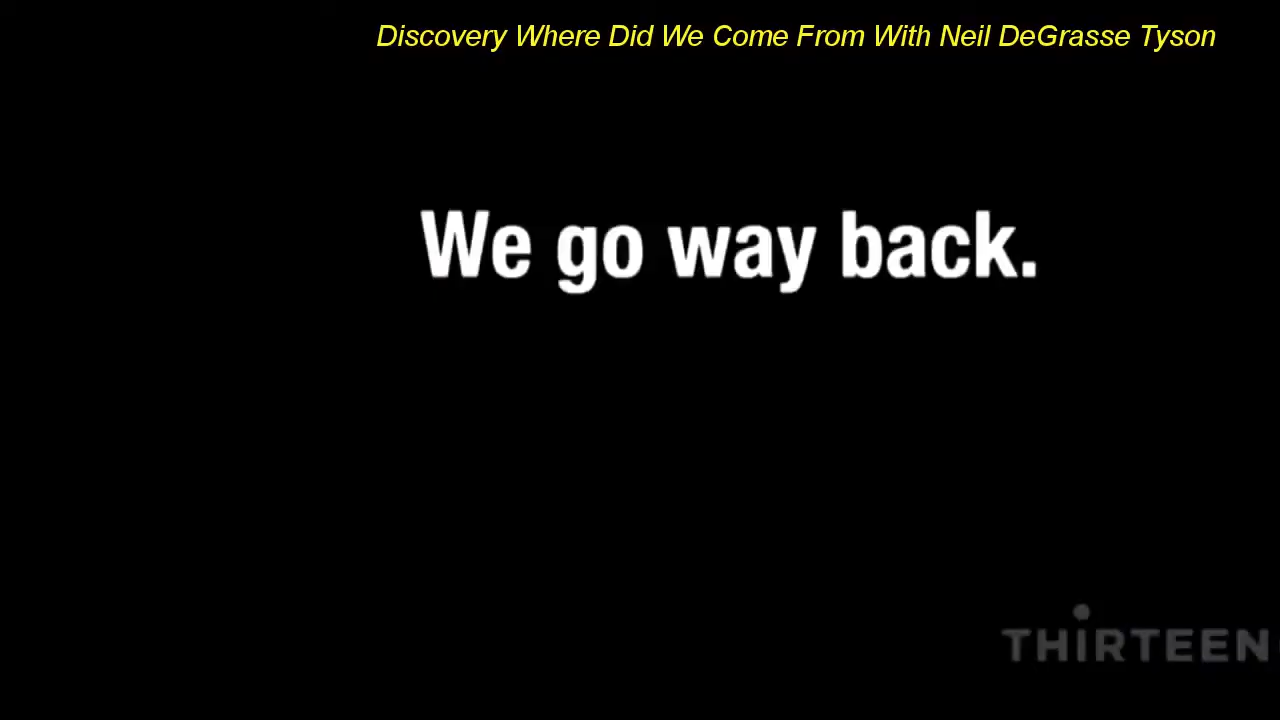 Discovery Where Did We Come From With Neil DeGrasse Tyson
We go way back.
THIRTEEN